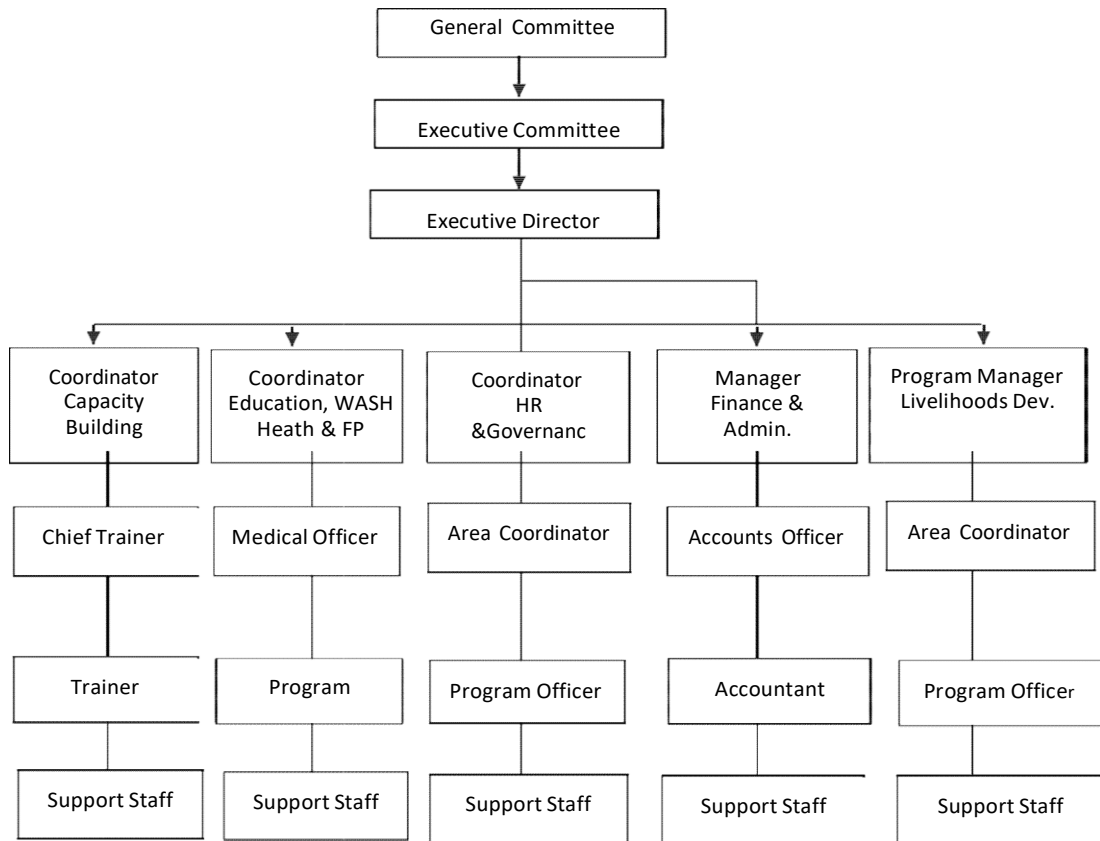 General Committee
Executive Committee
Executive Director
Coordinator
Capacity
Building
Coordinator
Education, WASH
Heath & FP
Coordinator
HR
&Governanc
Manager
Finance &
Admin.
Program Manager
Livelihoods Dev.
Chief Trainer
Medical Officer
Area Coordinator
Accounts Officer
Area Coordinator
Trainer
Program
Program Officer
Accountant
Program Officer
Support Staff
Support Staff
Support Staff
Support Staff
Support Staff